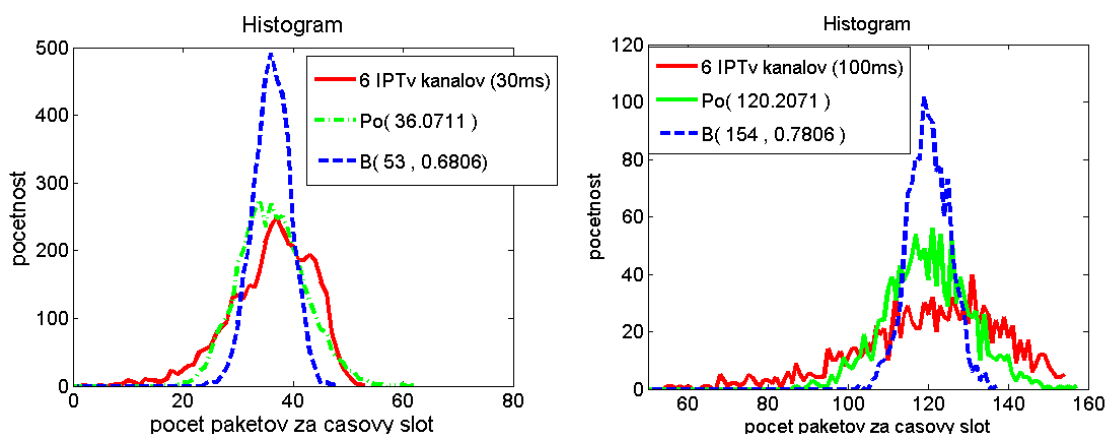 Histogram
500
400
300
200
100
0
0
20
40
60
80
pocetnost
pocet paketov za casovy slot
6 IPTv kanalov (30ms)
Po( 36.0711 )
B( 53 , 0.6806)
Histogram
120
100
80
60
40
20
0
60
80
100
120
140
160
pocetnost
pocet paketov za casovy slot
6 IPTv kanalov (100ms)
Po( 120.2071 )
B( 154 , 0.7806 )